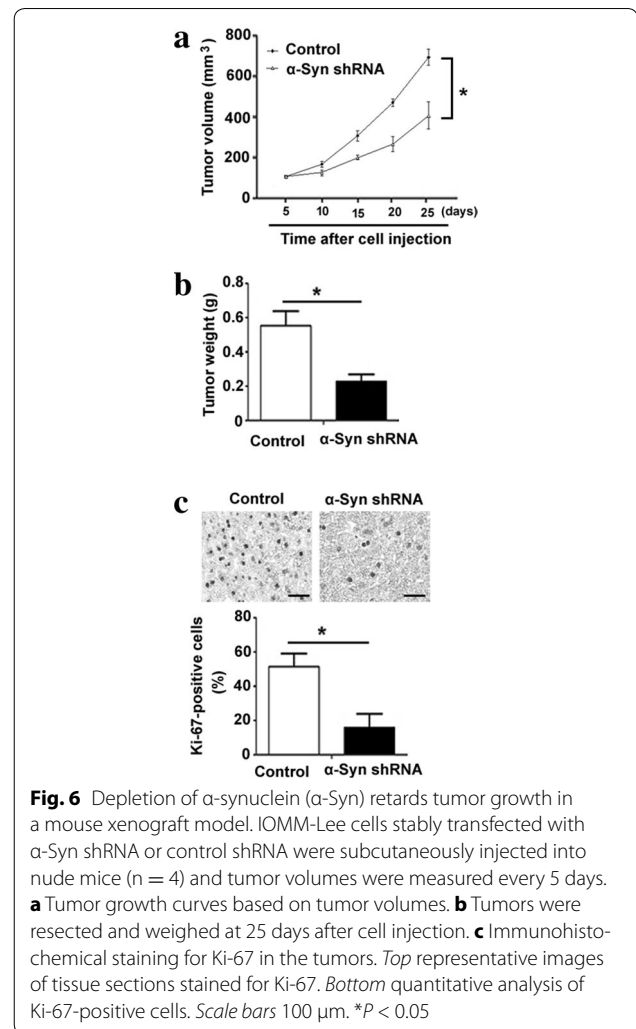 a
Control
α-Syn shRNA
Tumor volume (mm³)
800
600
400
200
0
*
5 10 15 20 25 (days)
Time after cell injection
b
Tumor weight (g)
0.8
0.6
0.4
0.2
0
*
Control α-Syn shRNA
c
Control α-Syn shRNA
Ki-67-positive cells
(%)
80
60
40
20
0
*
Control α-Syn shRNA
Fig. 6 Depletion of α-synuclein (α-Syn) retards tumor growth in
a mouse xenograft model. IOMM-Lee cells stably transfected with
α-Syn shRNA or control shRNA were subcutaneously injected into
nude mice (n = 4) and tumor volumes were measured every 5 days.
a Tumor growth curves based on tumor volumes. b Tumors were
resected and weighed at 25 days after cell injection. c Immunohisto-
chemical staining for Ki-67 in the tumors. Top representative images
of tissue sections stained for Ki-67. Bottom quantitative analysis of
Ki-67-positive cells. Scale bars 100 μm. *P < 0.05